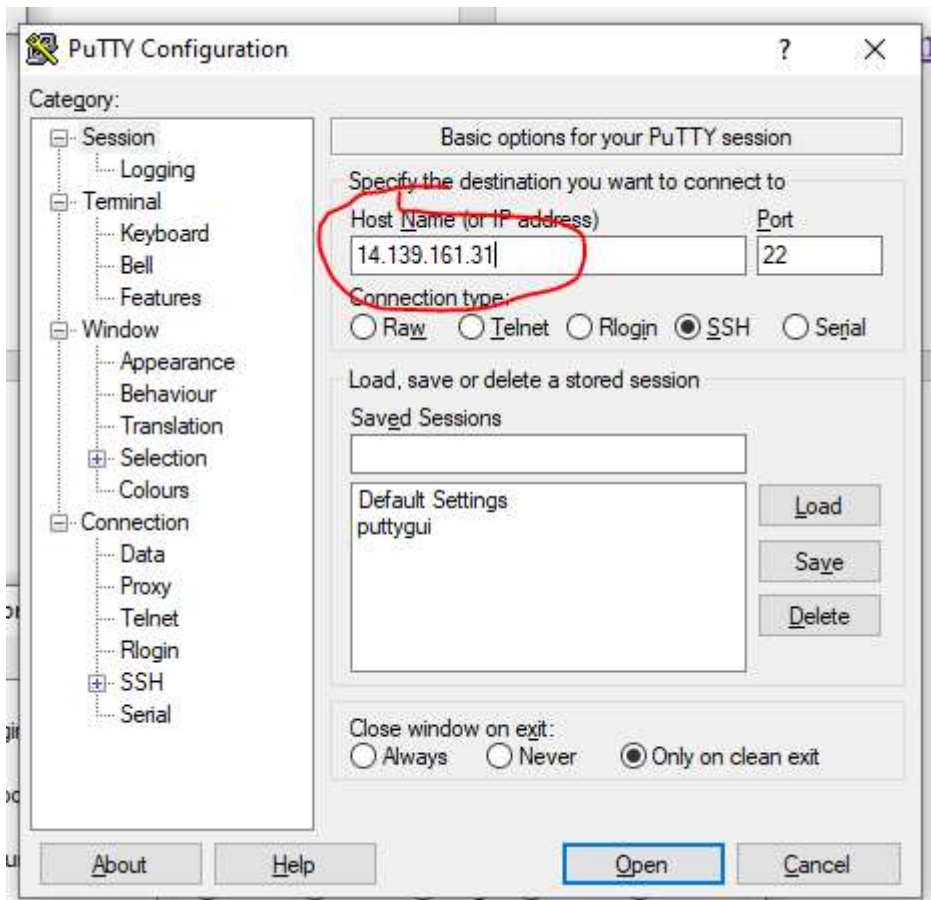 PuTTY Configuration
?
Category:
Session
Logging
Terminal
Keyboard
Bell
Features
Window
Appearance
Behaviour
Translation
Selection
Colours
Connection
Data
Proxy
Telnet
Rlogin
SSH
Serial
Basic options for your PuTTY session
Specify the destination you want to connect to
Host Name (or IP address) Port
14.139.161.31 22
Connection type:
Raw Telnet Rlogin SSH Serial
Load, save or delete a stored session
Saved Sessions
Default Settings
puttygui
Load
Save
Delete
Close window on exit:
Always Never Only on clean exit
About Help Open Cancel